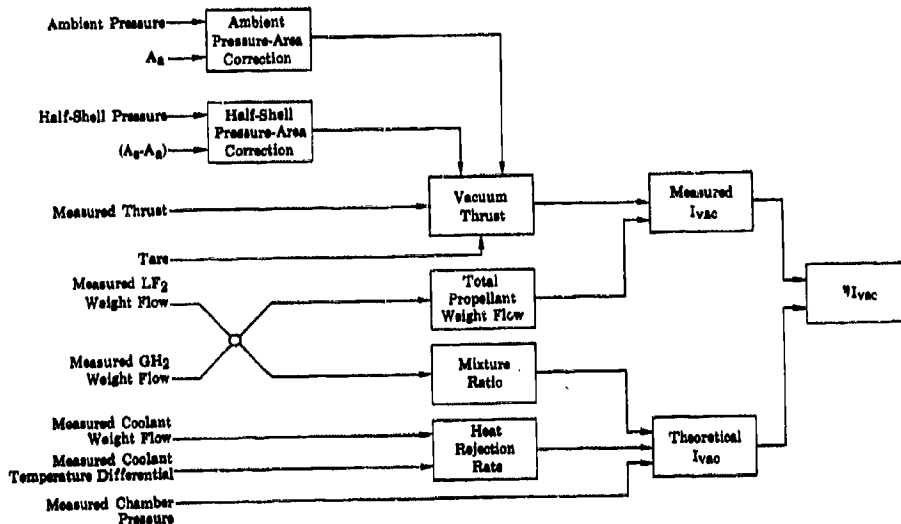 Ambient Pressure
Aa
Ambient
Pressure-Area
Correction
Half-Shell Pressure
(As-Aa)
Half-Shell
Pressure-Area
Correction
Measured Thrust
Tare
Vacuum
Thrust
Measured
Ivac
Measured LF2
Weight Flow
Total
Propellant
Weight Flow
ηIvac
Measured GH2
Weight Flow
Mixture
Ratio
Measured Coolant
Weight Flow
Measured Coolant
Temperature Differential
Heat
Rejection
Rate
Theoretical
Ivac
Measured Chamber
Pressure